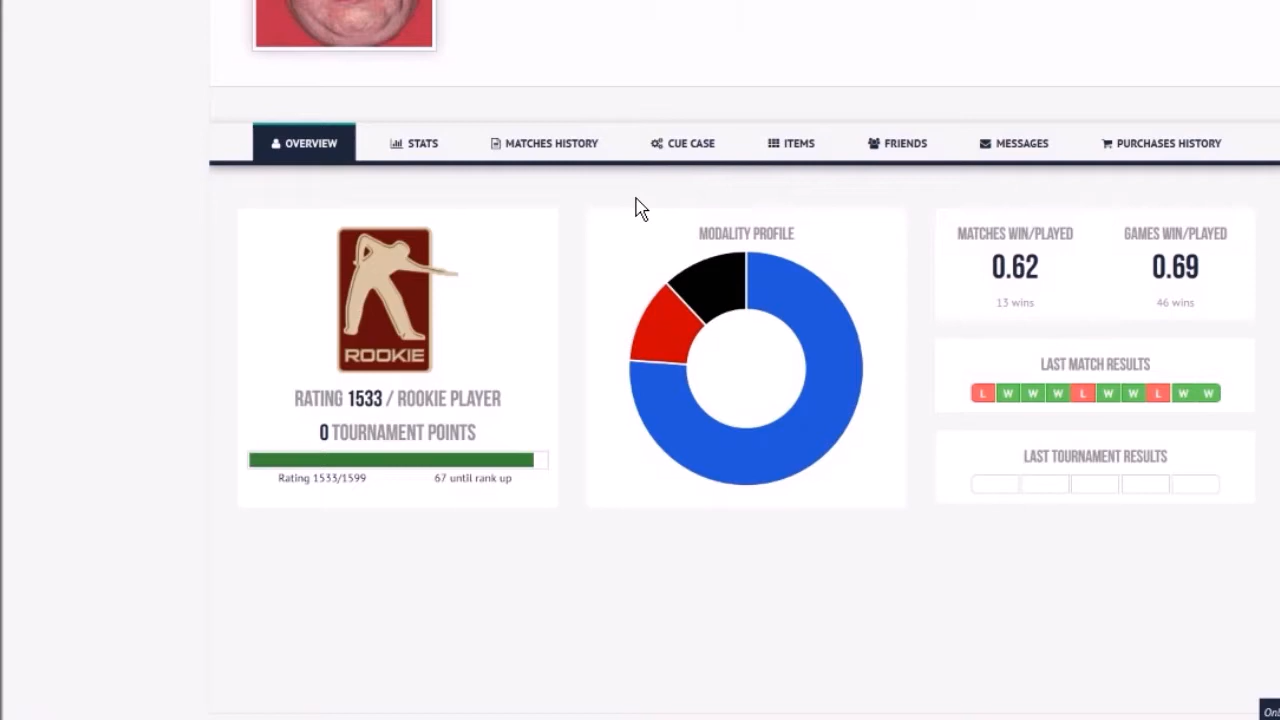 OVERVIEW STATS MATCHES HISTORY CUE CASE ITEMS FRIENDS MESSAGES PURCHASES HISTORY
ROOKIE
RATING 1533 / ROOKIE PLAYER
0 TOURNAMENT POINTS
Rating 1533/1599 67 until rank up
MODALITY PROFILE
MATCHES WIN/PLAYED GAMES WIN/PLAYED
0.62 0.69
13 wins 46 wins
LAST MATCH RESULTS
L W W W L W W L W W
LAST TOURNAMENT RESULTS